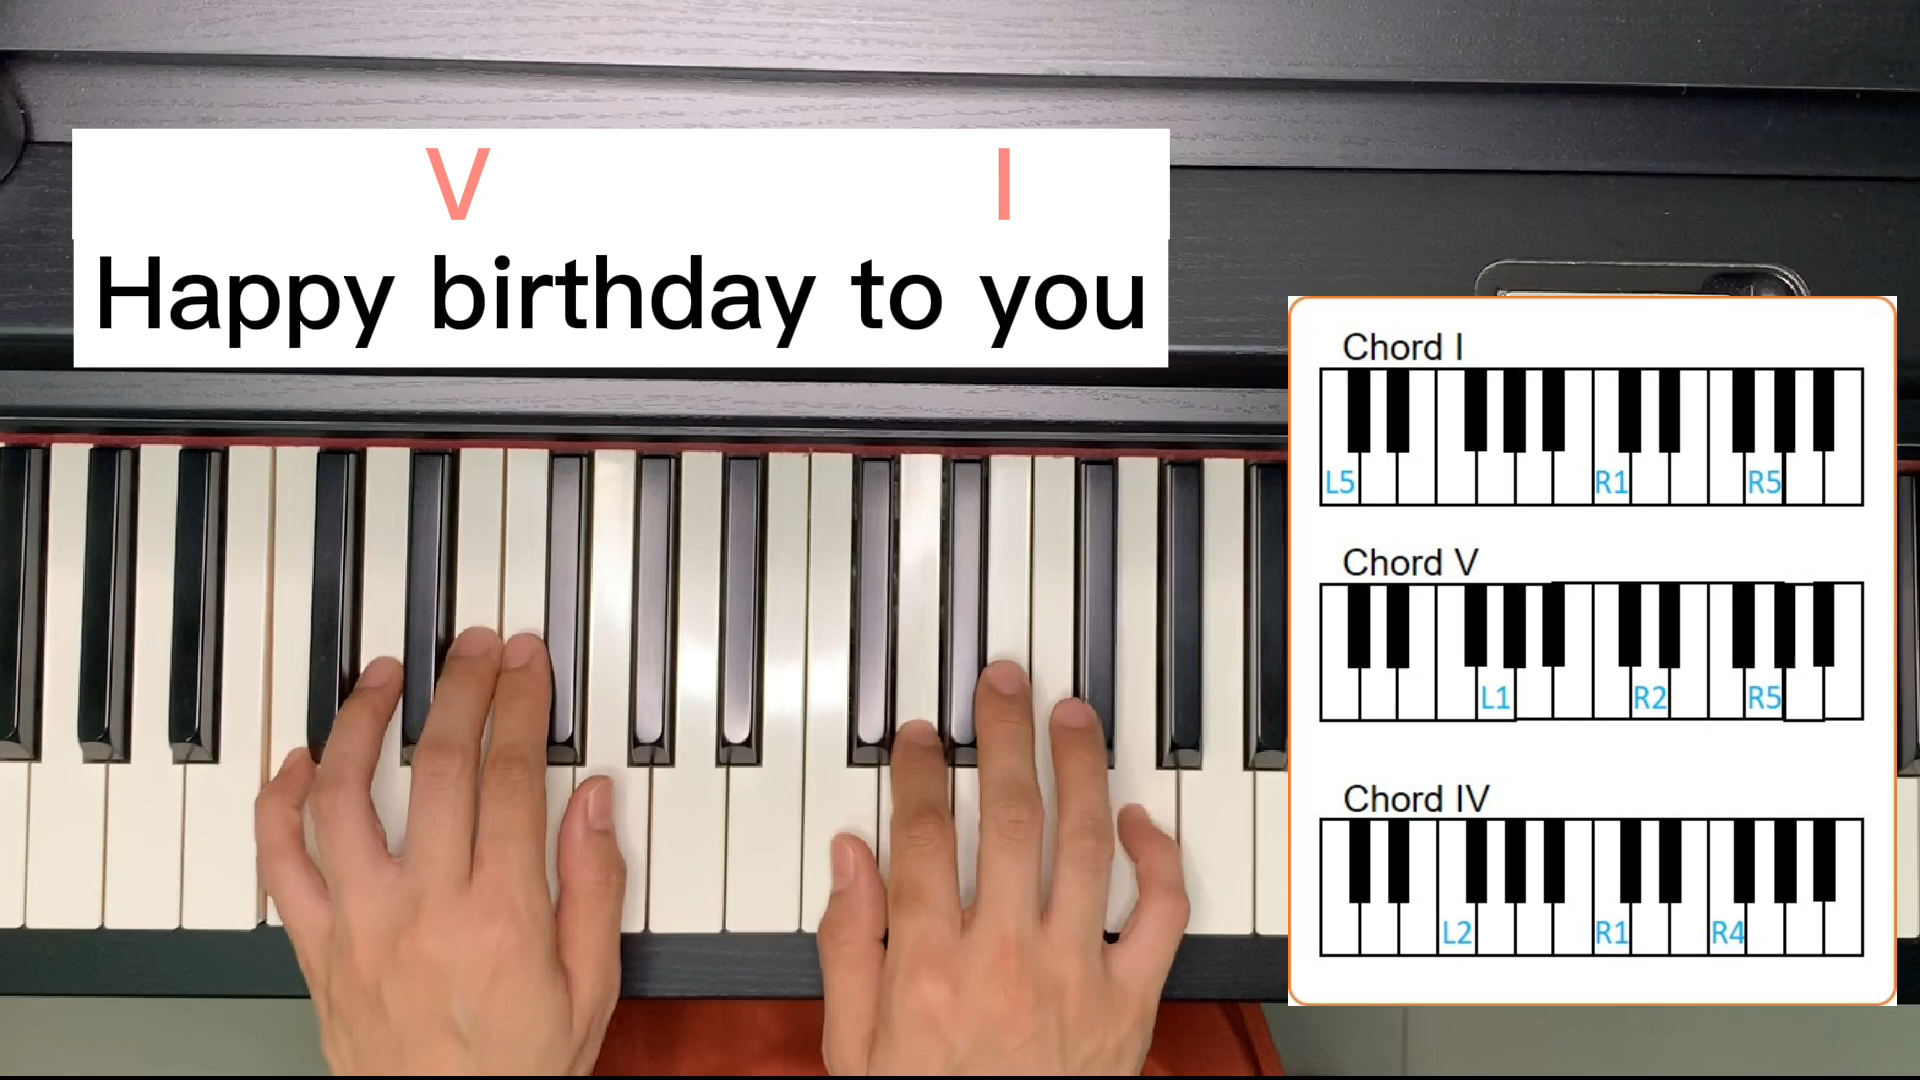 V I
Happy birthday to you
Chord I
L5 R1 R5
Chord V
L1 R2 R5
Chord IV
L2 R1 R4